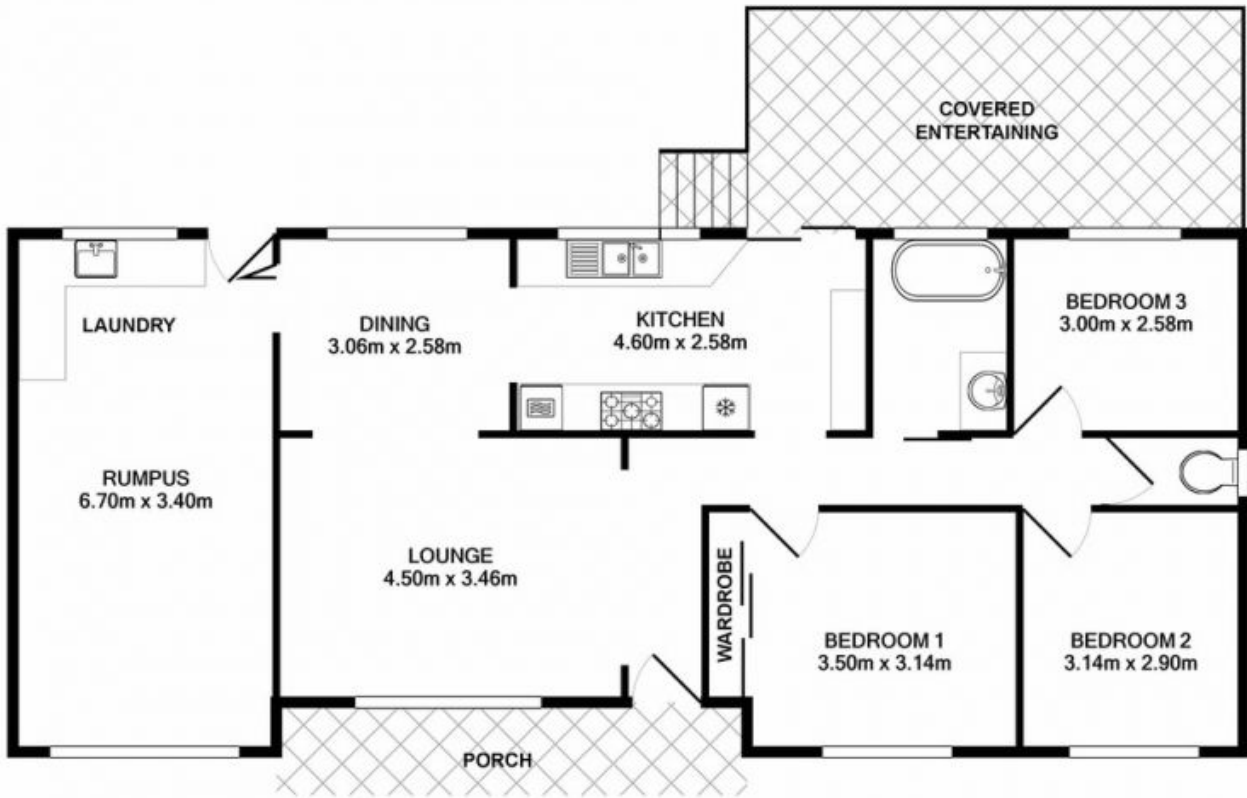 COVERED
ENTERTAINING
LAUNDRY
DINING
3.06m x 2.58m
KITCHEN
4.60m x 2.58m
BEDROOM 3
3.00m x 2.58m
RUMPUS
6.70m x 3.40m
LOUNGE
4.50m x 3.46m
WARDROBE
BEDROOM 1
3.50m x 3.14m
BEDROOM 2
3.14m x 2.90m
PORCH